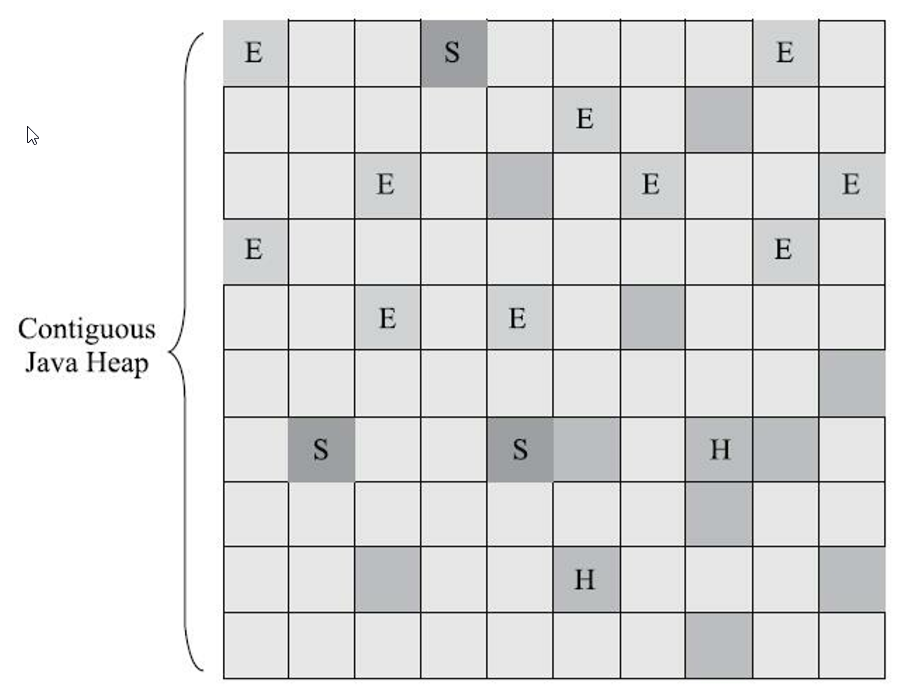 E S E
E
E E E
E E
Contiguous
Java Heap
E E
S S H
H